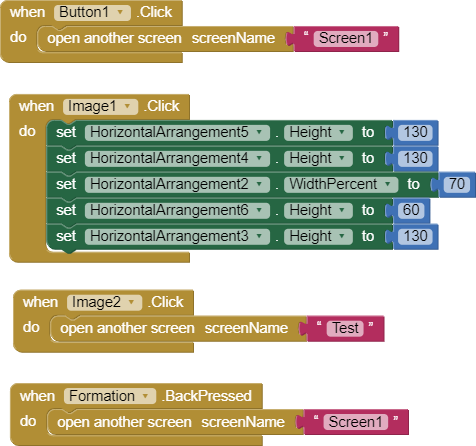 when Button1 .Click
do open another screen screenName " Screen1 "
when Image1 .Click
do set HorizontalArrangement5 . Height to 130
set HorizontalArrangement4 . Height to 130
set HorizontalArrangement2 . WidthPercent to 70
set HorizontalArrangement6 . Height to 60
set HorizontalArrangement3 . Height to 130
when Image2 .Click
do open another screen screenName " Test "
when Formation .BackPressed
do open another screen screenName " Screen1 "